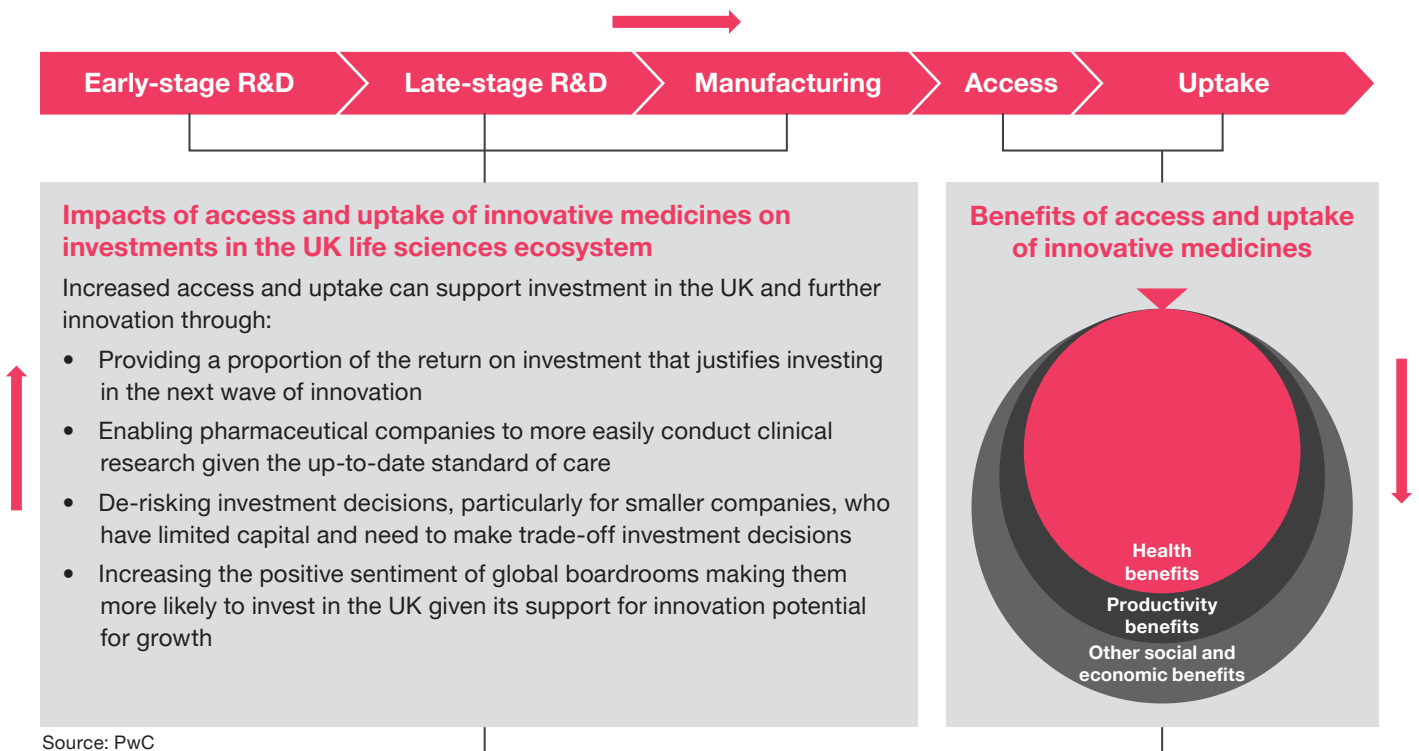 Early-stage R&D
Late-stage R&D
Manufacturing
Access
Uptake
Impacts of access and uptake of innovative medicines on
investments in the UK life sciences ecosystem
Increased access and uptake can support investment in the UK and further
innovation through:
• Providing a proportion of the return on investment that justifies investing
in the next wave of innovation
• Enabling pharmaceutical companies to more easily conduct clinical
research given the up-to-date standard of care
• De-risking investment decisions, particularly for smaller companies, who
have limited capital and need to make trade-off investment decisions
• Increasing the positive sentiment of global boardrooms making them
more likely to invest in the UK given its support for innovation potential
for growth
Benefits of access and uptake
of innovative medicines
Health
benefits
Productivity
benefits
Other social and
economic benefits
Source: PwC